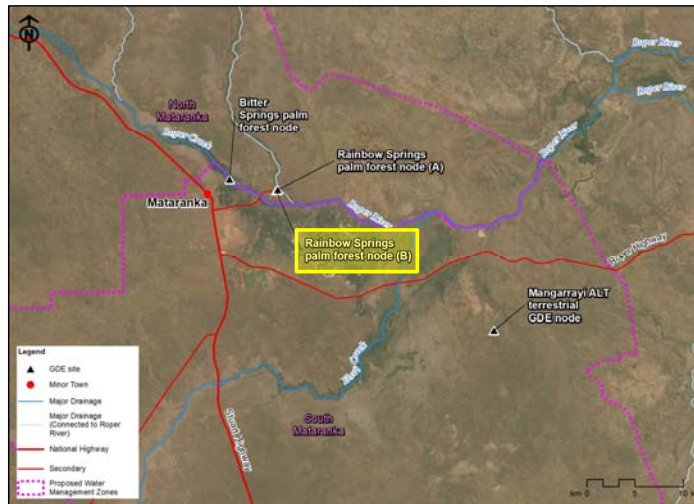 N
Roper River
Roper River
North
Mataranka
Bitter
Springs palm
forest node
Roper Creek
Rainbow Springs
palm forest node (A)
Roper River
Mataranka
Roper River
Rainbow Springs
palm forest node (B)
Roper Highway
Mangarrayi ALT
terrestrial
GDE node
Elsey Creek
South
Mataranka
Stuart Highway
Legend
GDE site
Minor Town
Major Drainage
Major Drainage
(Connected to Roper
River)
National Highway
Secondary
Proposed Water
Management Zones
km 0 5 10